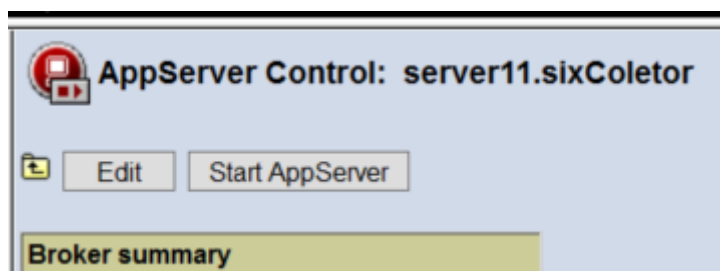 AppServer Control: server11.sixColetor
Edit Start AppServer
Broker summary